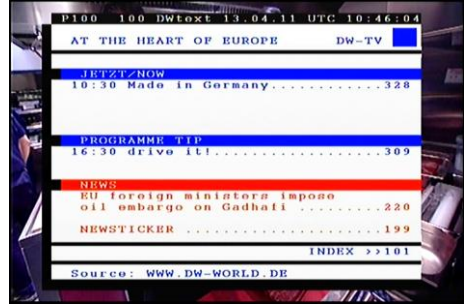 P100 100 DWtext 13.04.11 UTC 10:46:04
AT THE HEART OF EUROPE DW-TV
JETZT/NOW
10:30 Made in Germany............328
PROGRAMME TIP
16:30 drive it!..................309
NEWS
EU foreign ministers impose
oil embargo on Gadhafi ........220
NEWSTICKER ....................199
INDEX >>101
Source: WWW.DW-WORLD.DE